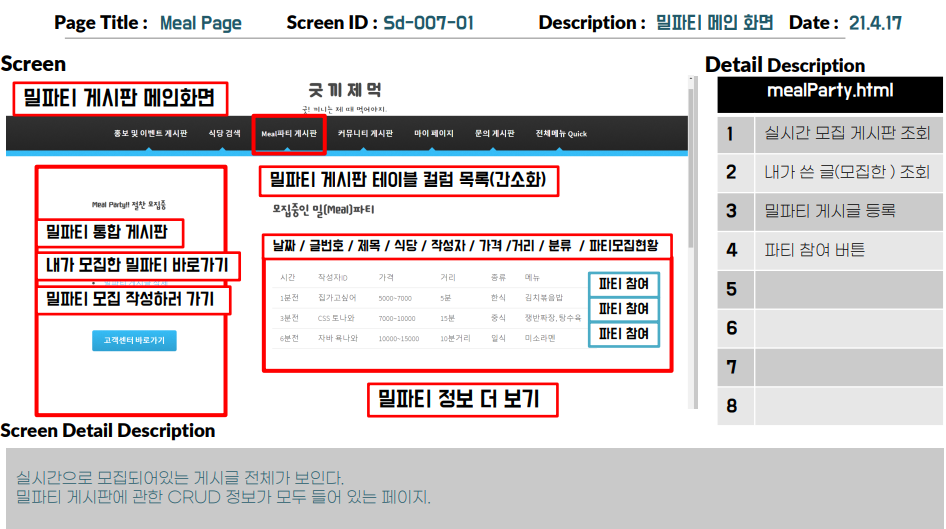 Page Title : Meal Page Screen ID : Sd-007-01 Description : 밀파티 메인 화면 Date : 21.4.17
Screen
Detail Description
밀파티 게시판 메인화면
굿 끼 제 먹
굿! 끼니는 제 때 먹어야지.
홍보 및 이벤트 게시판 식당 검색 Meal파티 게시판 커뮤니티 게시판 마이 페이지 문의 게시판 전체메뉴 Quick
밀파티 게시판 테이블 컬럼 목록(간소화)
모집중인 밀(Meal)파티
Meal Party!! 절찬 모집중
밀파티 통합 게시판
내가 모집한 밀파티 바로가기
밀파티 모집 작성하러 가기
고객센터 바로가기
날짜 / 글번호 / 제목 / 식당 / 작성자 / 가격 /거리 / 분류 / 파티모집현황
시간 작성자ID 가격 거리 종류 메뉴
1분전 집가고싶어 5000~7000 5분 한식 김치볶음밥 파티 참여
3분전 CSS 토나와 7000~10000 15분 중식 쟁반짜장, 탕수육 파티 참여
6분전 자바 욕나와 10000~15000 10분거리 일식 미소라멘 파티 참여
밀파티 정보 더 보기
mealParty.html
1 실시간 모집 게시판 조회
2 내가 쓴 글(모집한 ) 조회
3 밀파티 게시글 등록
4 파티 참여 버튼
5
6
7
8
Screen Detail Description
실시간으로 모집되어있는 게시글 전체가 보인다.
밀파티 게시판에 관한 CRUD 정보가 모두 들어 있는 페이지.